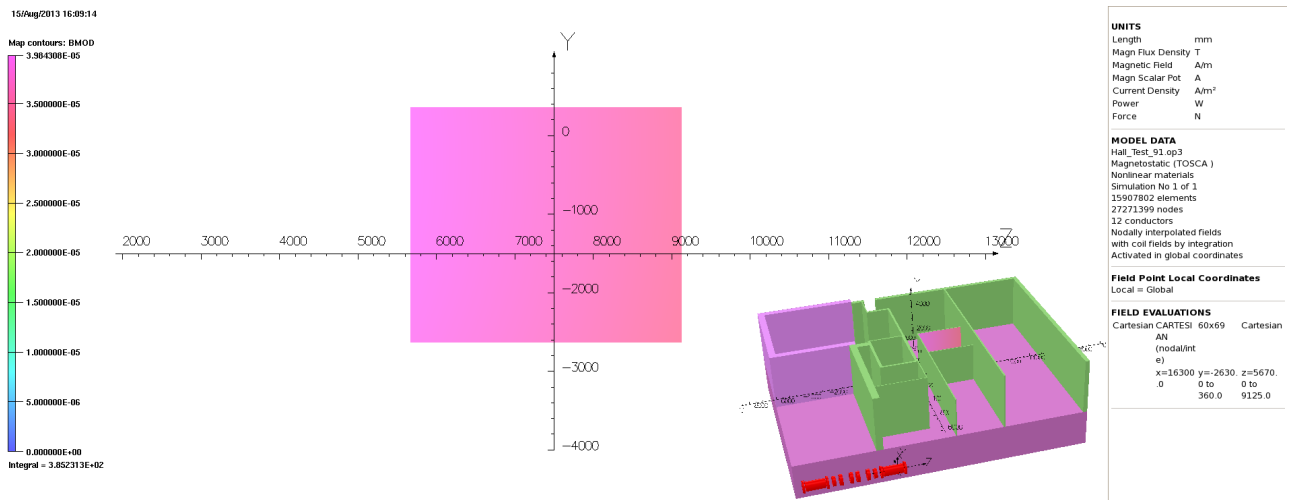 15/Aug/2013 16:09:14
Map contours: BMOD
3.984308E-05
3.500000E-05
3.000000E-05
2.500000E-05
2.000000E-05
1.500000E-05
1.000000E-05
5.000000E-06
0.000000E+00
Integral = 3.852313E+02
Y
0
-1000
2000 3000 4000 5000 6000 7000 8000 9000 10000 11000 12000 13000 Z
-2000
-3000
-4000
UNITS
Length mm
Magn Flux Density T
Magnetic Field A/m
Magn Scalar Pot A
Current Density A/m²
Power W
Force N
MODEL DATA
Hall_Test_91.op3
Magnetostatic (TOSCA )
Nonlinear materials
Simulation No 1 of 1
15907802 elements
27271399 nodes
12 conductors
Nodally interpolated fields
with coil fields by integration
Activated in global coordinates
Field Point Local Coordinates
Local = Global
FIELD EVALUATIONS
Cartesian CARTESI 60x69 Cartesian
AN
(nodal/int
e)
x=16300 y=-2630. z=5670.
.0 0 to 0 to
360.0 9125.0